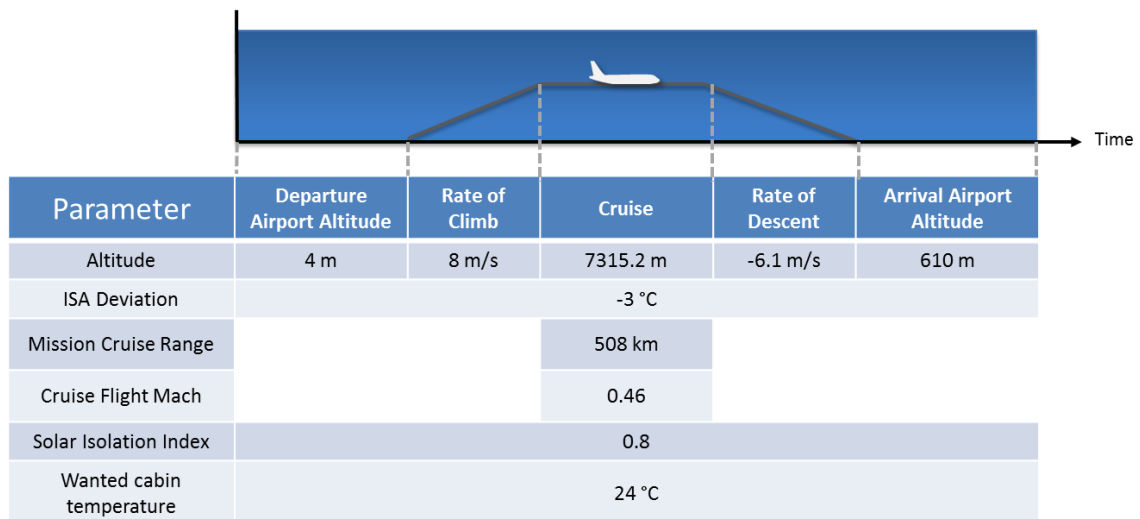 Time
Parameter
Departure
Airport Altitude
Rate of
Climb
Cruise
Rate of
Descent
Arrival Airport
Altitude
Altitude
4 m
8 m/s
7315.2 m
-6.1 m/s
610 m
ISA Deviation
-3 °C
Mission Cruise Range
508 km
Cruise Flight Mach
0.46
Solar Isolation Index
0.8
Wanted cabin
temperature
24 °C